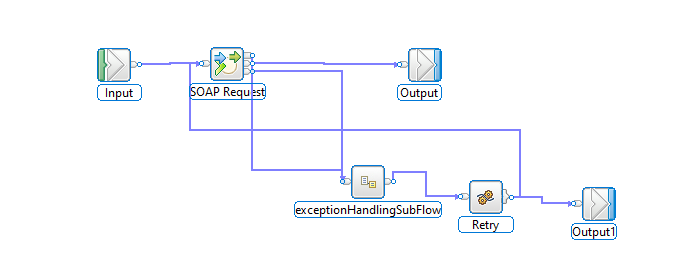 Input
SOAP Request
Output
exceptionHandlingSubFlow
Retry
Output1